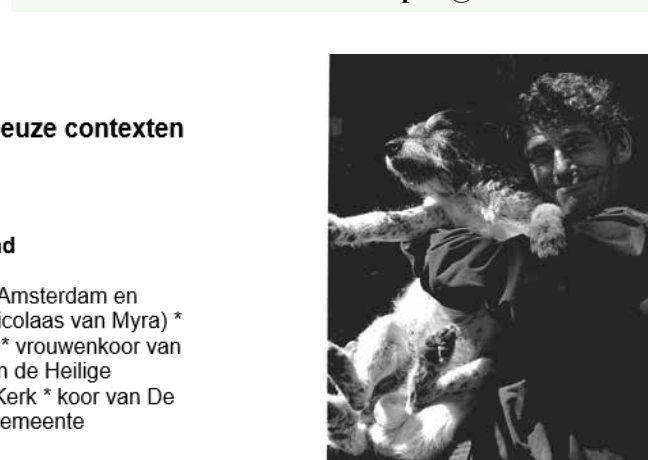 euze contexten
Amsterdam en
icolaas van Myra) *
* vrouwenkoor van
de Heilige
Kerk * koor van De
emeente